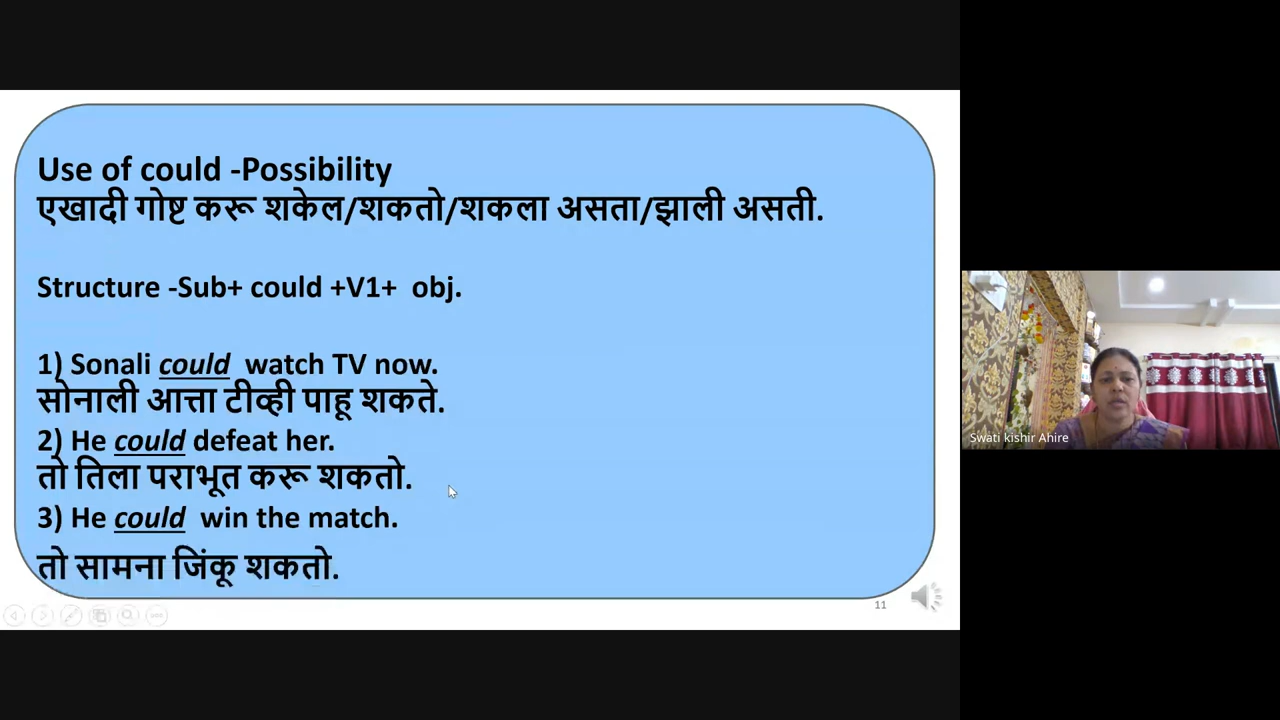 Use of could -Possibility
एखादी गोष्ट करू शकेल/शकतो/शकला असता/झाली असती.
Structure -Sub+ could +V1+ obj.
1) Sonali could watch TV now.
सोनाली आत्ता टीव्ही पाहू शकते.
2) He could defeat her.
तो तिला पराभूत करू शकतो.
3) He could win the match.
तो सामना जिंकू शकतो.
11
Swati kishir Ahire